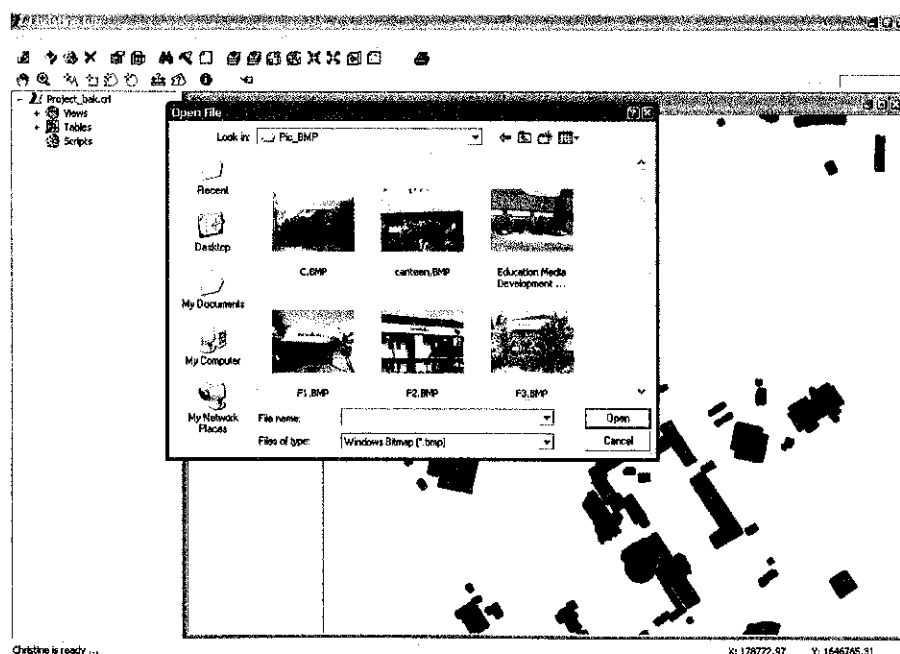 Project_bak.crl
Views
Tables
Scripts
Open File
Look in: Pic_BMP
Recent
Desktop
My Documents
My Computer
My Network
Places
C.BMP
canteen.BMP
Education Media
Development ...
F1.BMP
F2.BMP
F3.BMP
File name:
Open
Files of type:
Windows Bitmap (*.bmp)
Cancel
Christine is ready ...
X: 178772.97 Y: 1646765.31